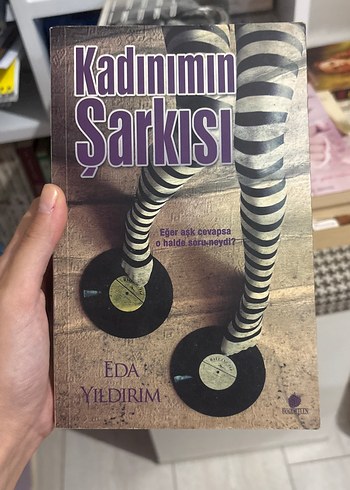 Kadınımın
Şarkısı
Eğer aşk cevapsa
o halde soru neydi?
EDA
YILDIRIM